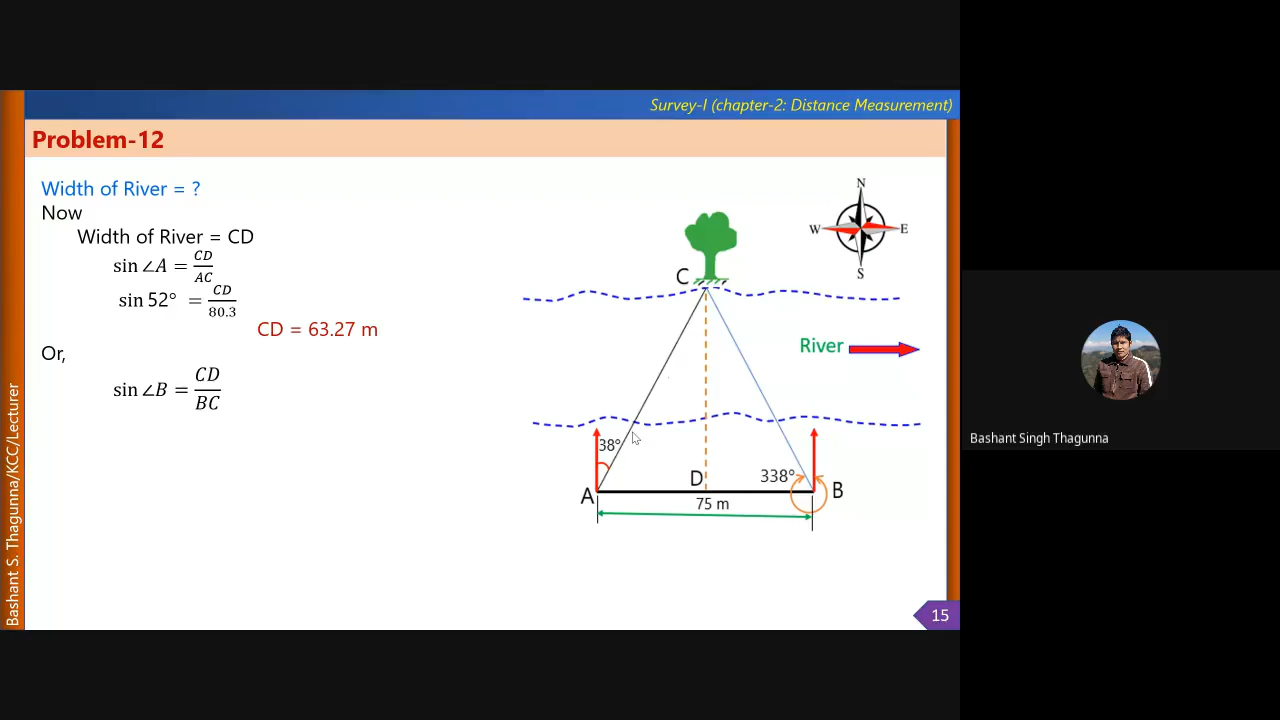 Survey-I (chapter-2: Distance Measurement)
Problem-12
Width of River = ?
Now
Width of River = CD
sin ∠A = CD/AC
sin 52° = CD/80.3
CD = 63.27 m
Or,
sin ∠B = CD/BC
N
W E
S
C
River
38°
A
D
338°
B
75 m
15
Bashant S. Thagunna/KCC/Lecturer
Bashant Singh Thagunna